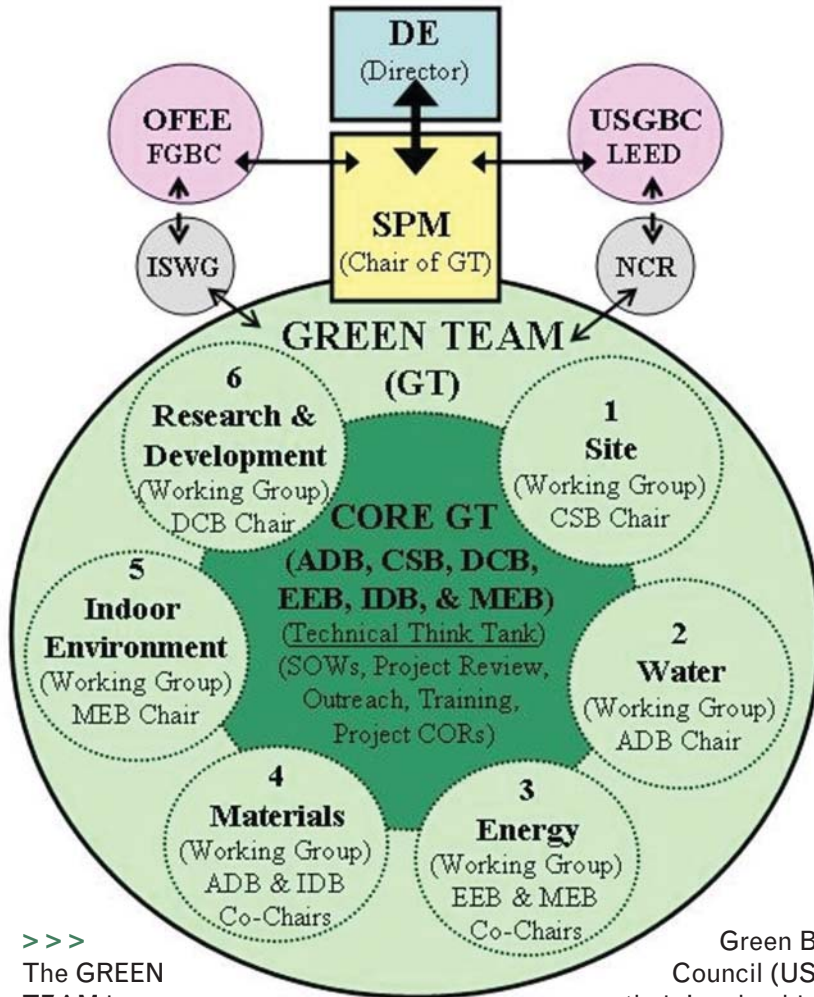 DE
(Director)
OFEE
FGBC
USGBC
LEED
SPM
(Chair of GT)
ISWG
NCR
GREEN TEAM
(GT)
6
Research &
Development
(Working Group)
DCB Chair
1
Site
(Working Group)
CSB Chair
CORE GT
(ADB, CSB, DCB,
EEB, IDB, & MEB)
(Technical Think Tank)
(SOWs, Project Review,
Outreach, Training,
Project CORs)
5
Indoor
Environment
(Working Group)
MEB Chair
2
Water
(Working Group)
ADB Chair
4
Materials
(Working Group)
ADB & IDB
Co-Chairs
3
Energy
(Working Group)
EEB & MEB
Co-Chairs
>>>
The GREEN
Green B
Council (US